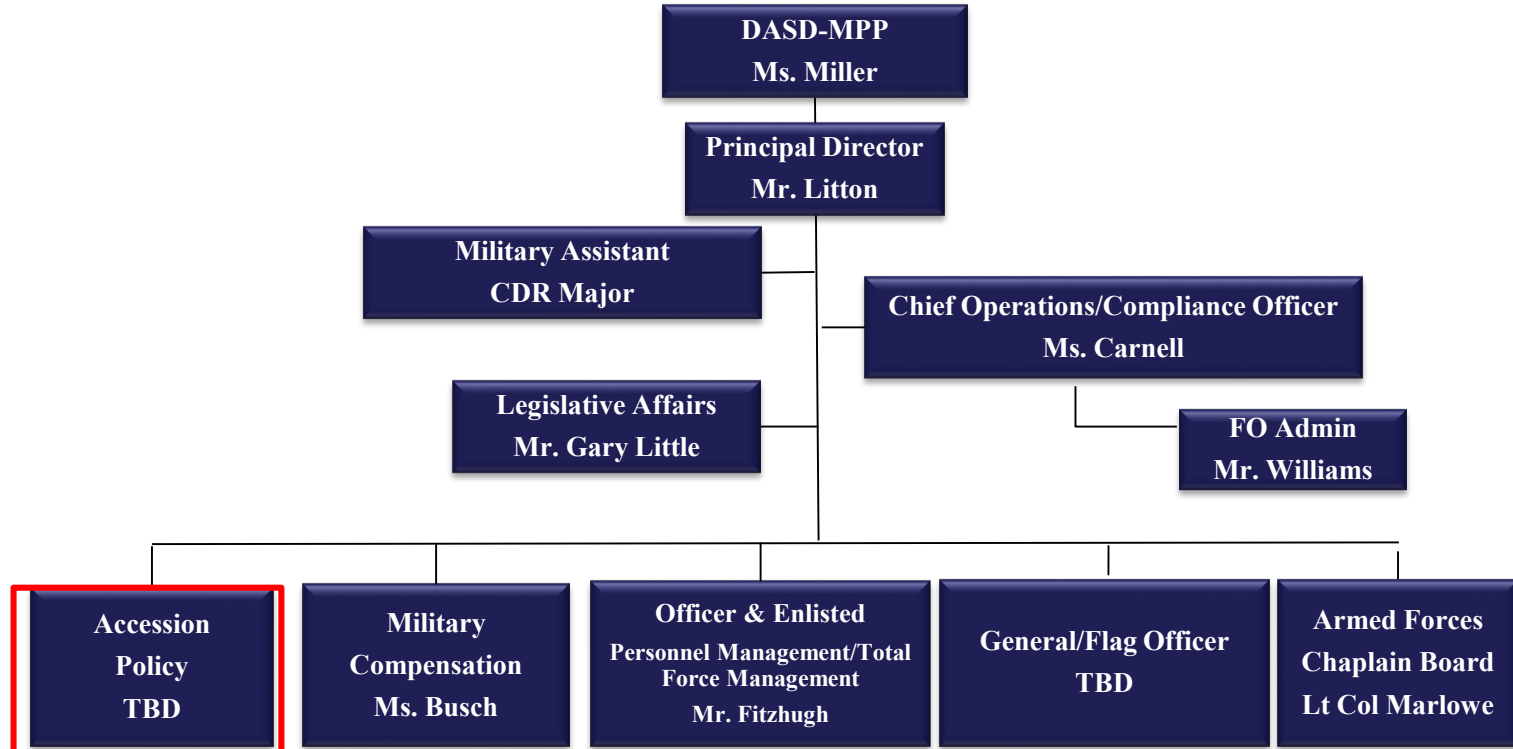 DASD-MPP
Ms. Miller
Principal Director
Mr. Litton
Military Assistant
CDR Major
Chief Operations/Compliance Officer
Ms. Carnell
Legislative Affairs
Mr. Gary Little
FO Admin
Mr. Williams
Accession
Policy
TBD
Military
Compensation
Ms. Busch
Officer & Enlisted
Personnel Management/Total
Force Management
Mr. Fitzhugh
General/Flag Officer
TBD
Armed Forces
Chaplain Board
Lt Col Marlowe